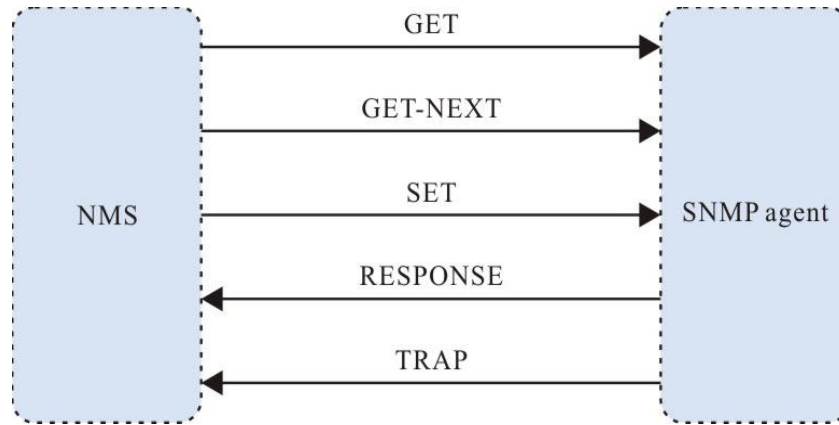 GET
GET-NEXT
SET
NMS
SNMP agent
RESPONSE
TRAP